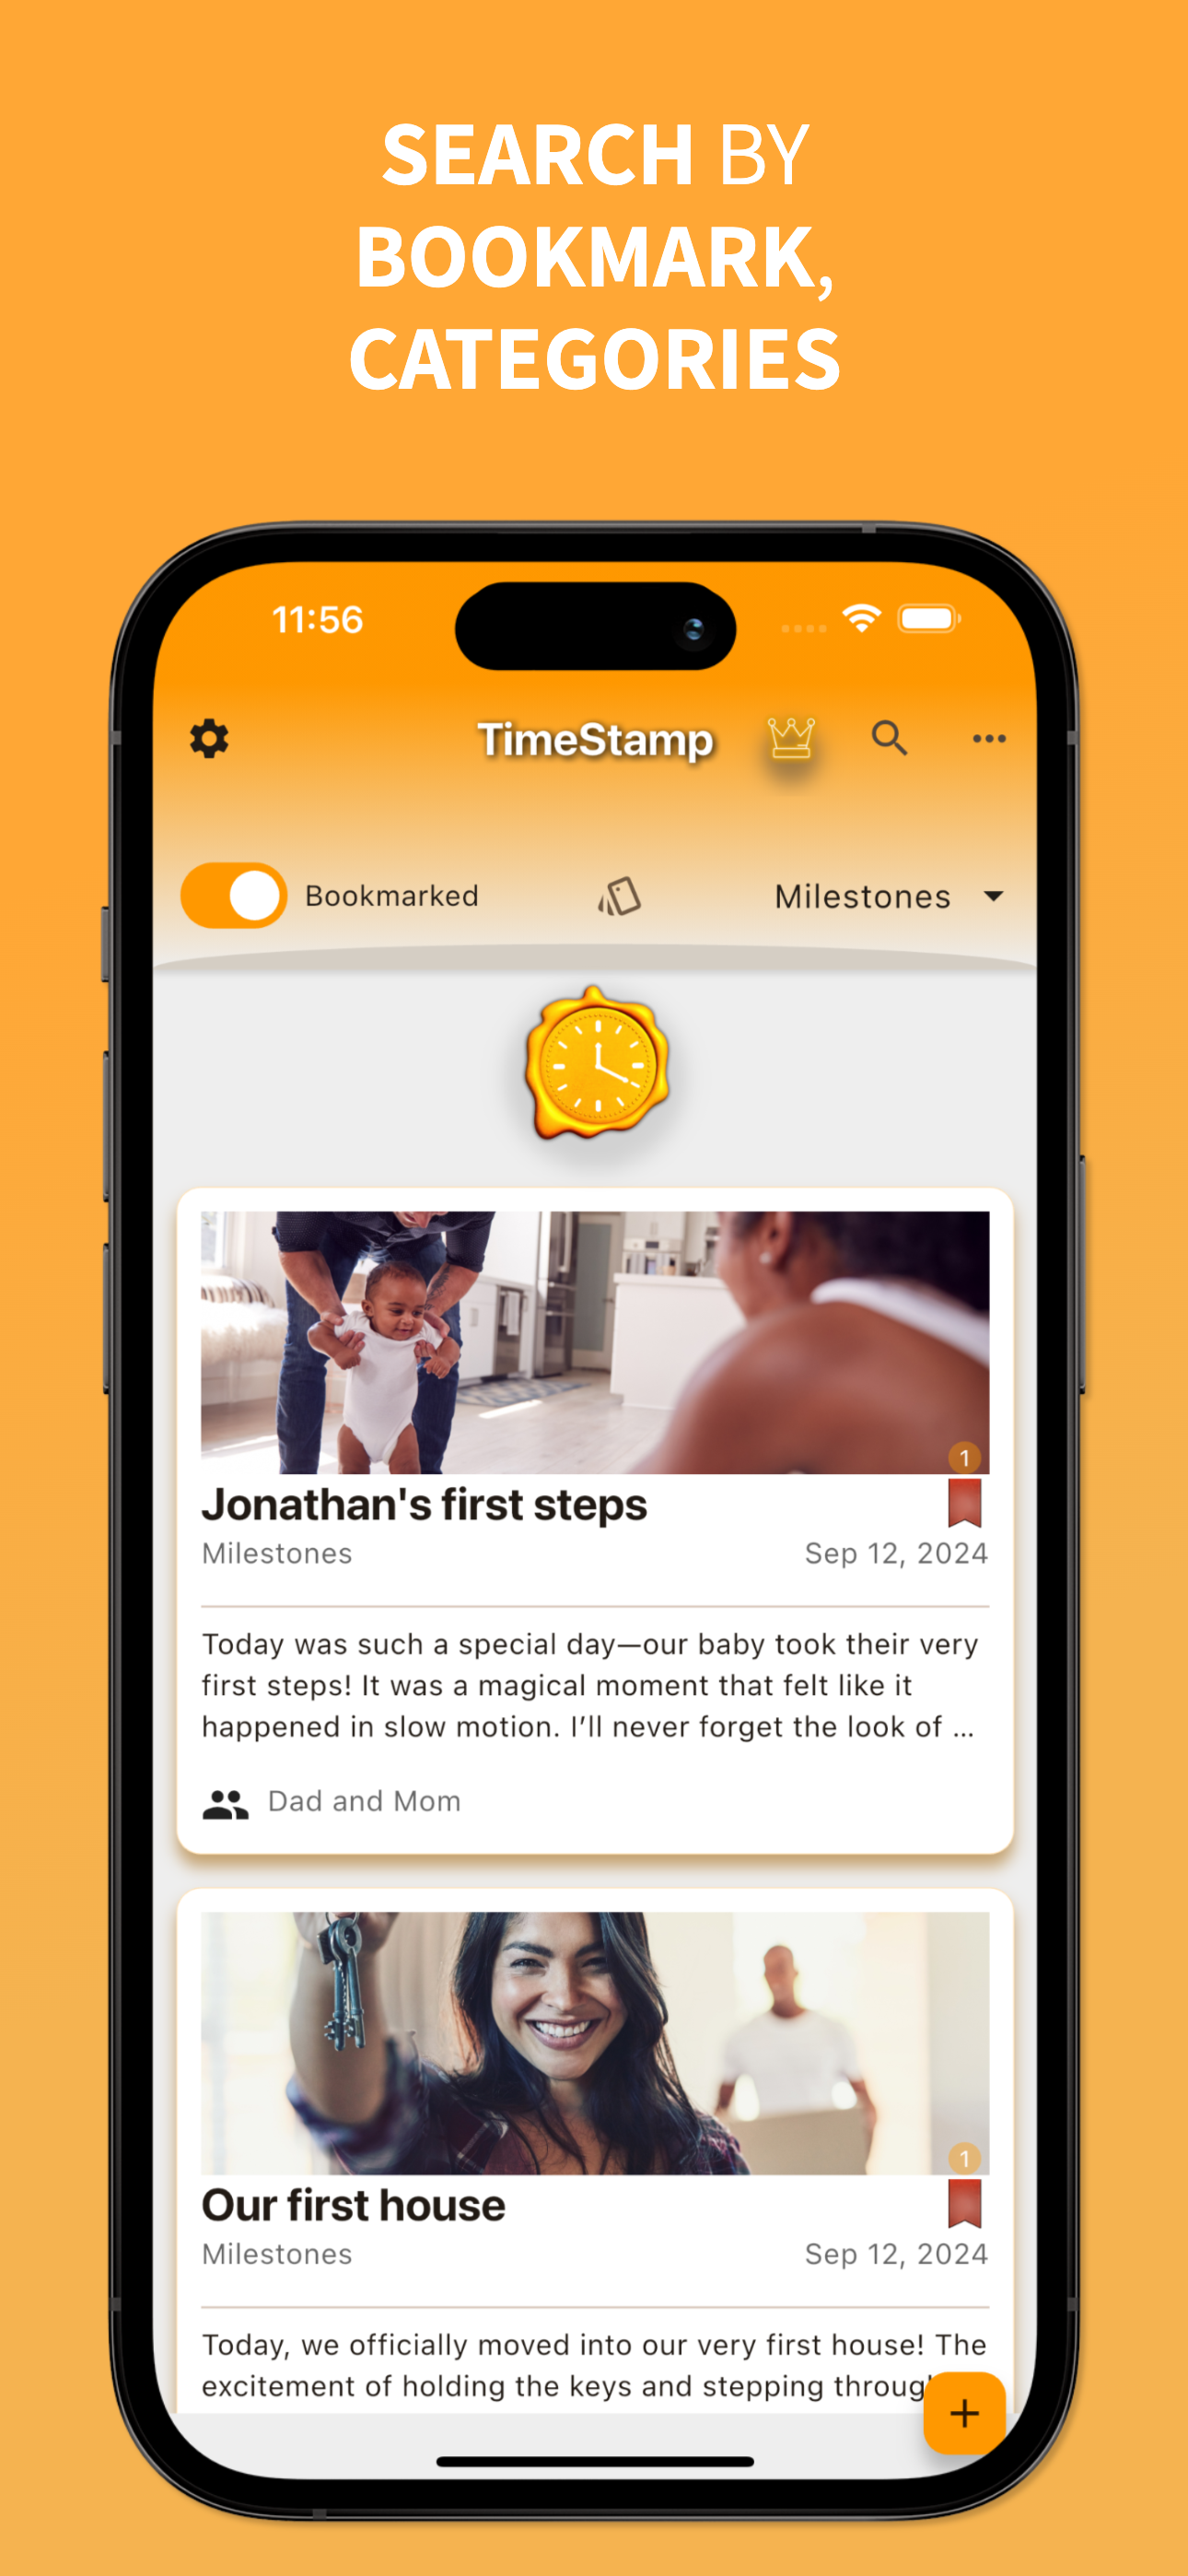 SEARCH BY
BOOKMARK,
CATEGORIES
11:56
TimeStamp
Bookmarked
Milestones
1
Jonathan's first steps
Milestones
Sep 12, 2024
Today was such a special day—our baby took their very
first steps! It was a magical moment that felt like it
happened in slow motion. I’ll never forget the look of ...
Dad and Mom
1
Our first house
Milestones
Sep 12, 2024
Today, we officially moved into our very first house! The
excitement of holding the keys and stepping throug
+